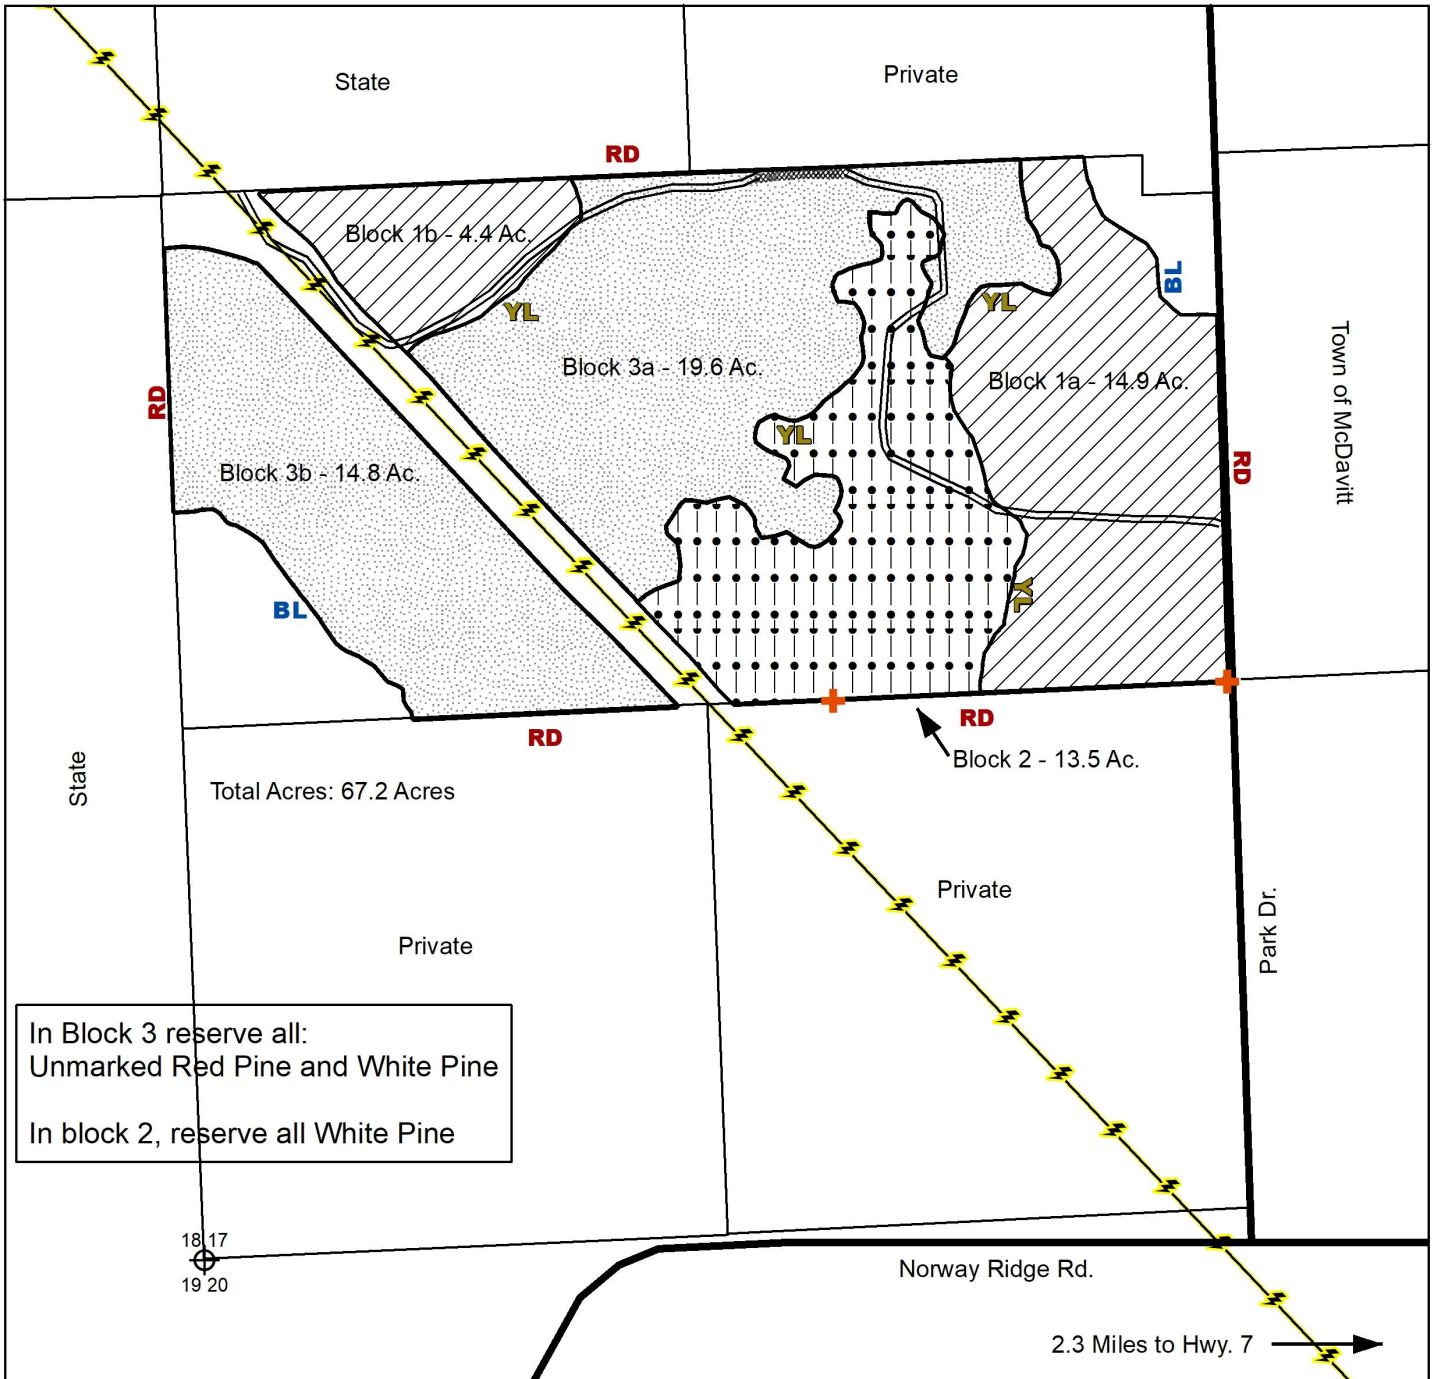 State
Private
RD
Block 1b - 4.4 Ac.
BL
YL
YL
Block 3a - 19.6 Ac.
Block 1a - 14.9 Ac.
Town of McDavitt
RD
YL
Block 3b - 14.8 Ac.
RD
BL
YL
RD
RD
Block 2 - 13.5 Ac.
State
Total Acres: 67.2 Acres
Private
Park Dr.
Private
In Block 3 reserve all:
Unmarked Red Pine and White Pine
In block 2, reserve all White Pine
18 17
19 20
Norway Ridge Rd.
2.3 Miles to Hwy. 7